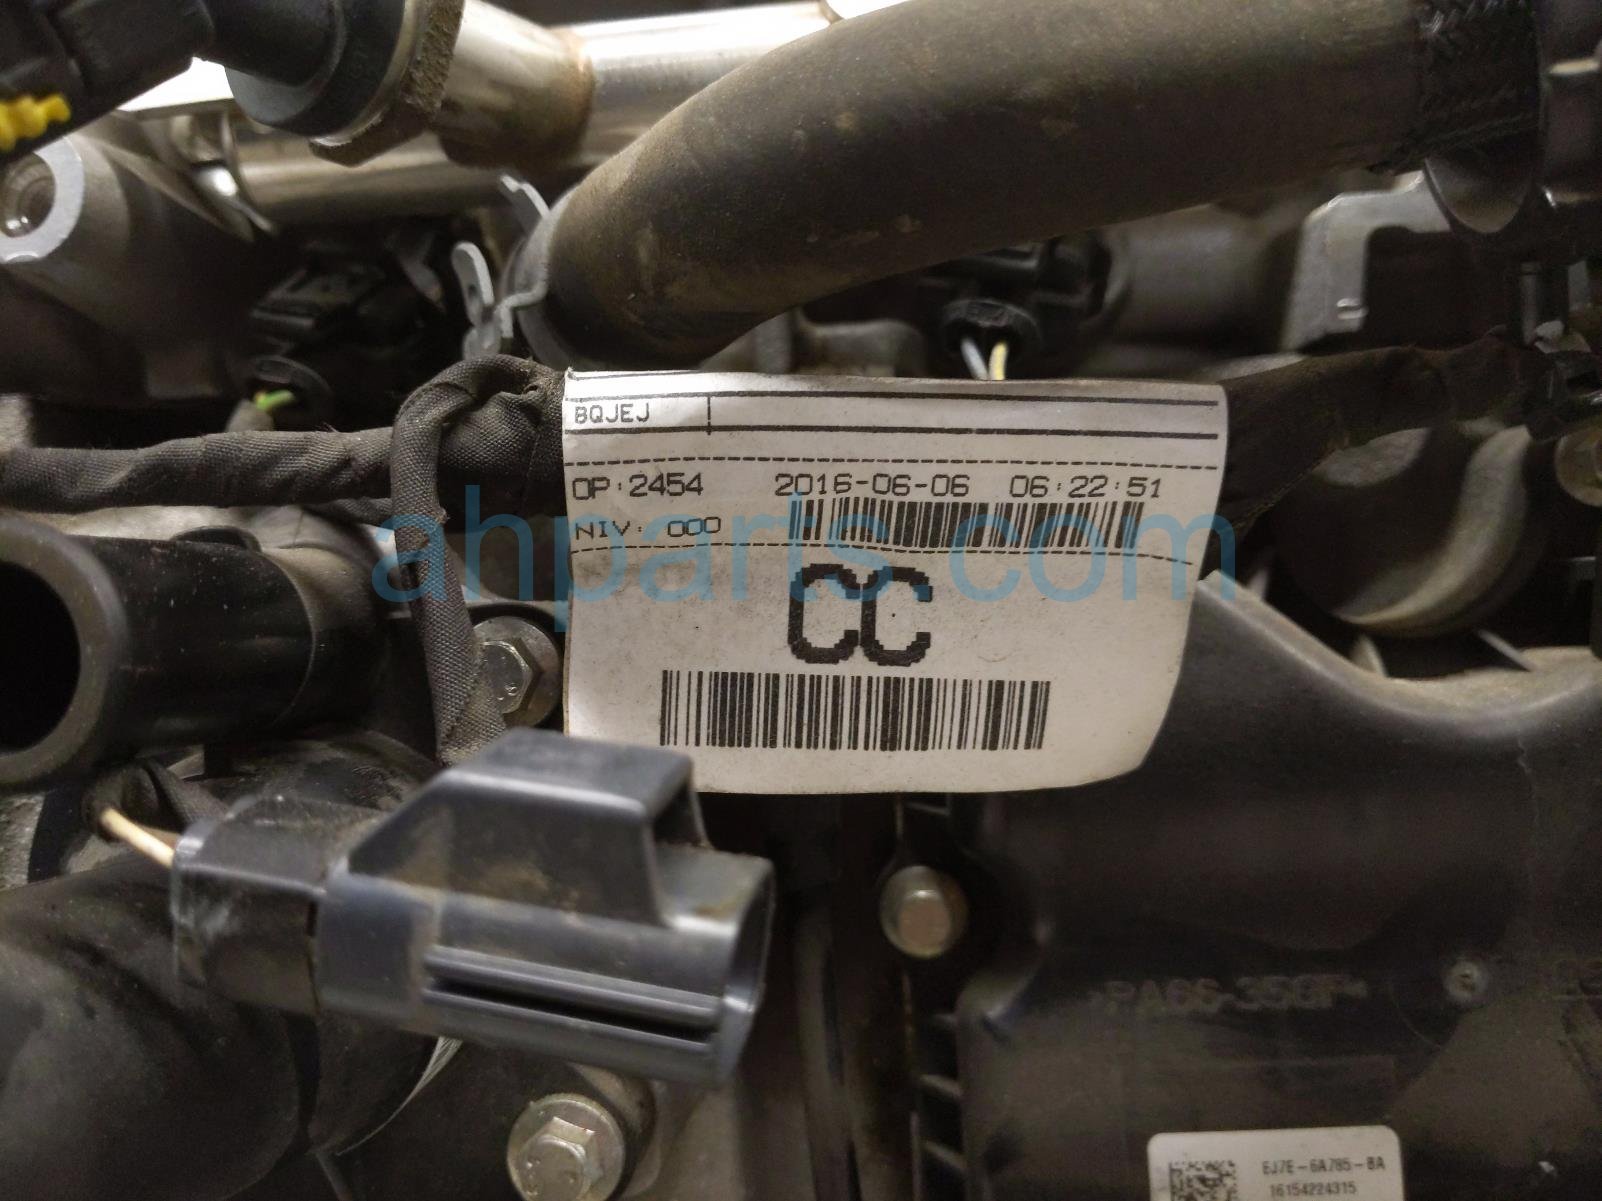 BQJEJ
OP:2454 2016-06-06 06:22:51
NIV: 000
ahparts.com
CC
>PA66-35GF<
EJ7E-6A785-BA
16154224315